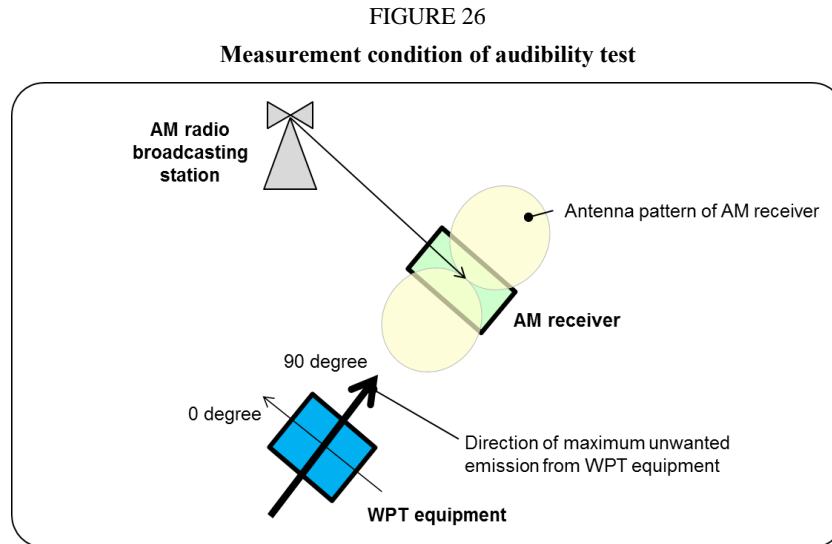 FIGURE 26
Measurement condition of audibility test
AM radio
broadcasting
station
Antenna pattern of AM receiver
AM receiver
90 degree
0 degree
Direction of maximum unwanted
emission from WPT equipment
WPT equipment